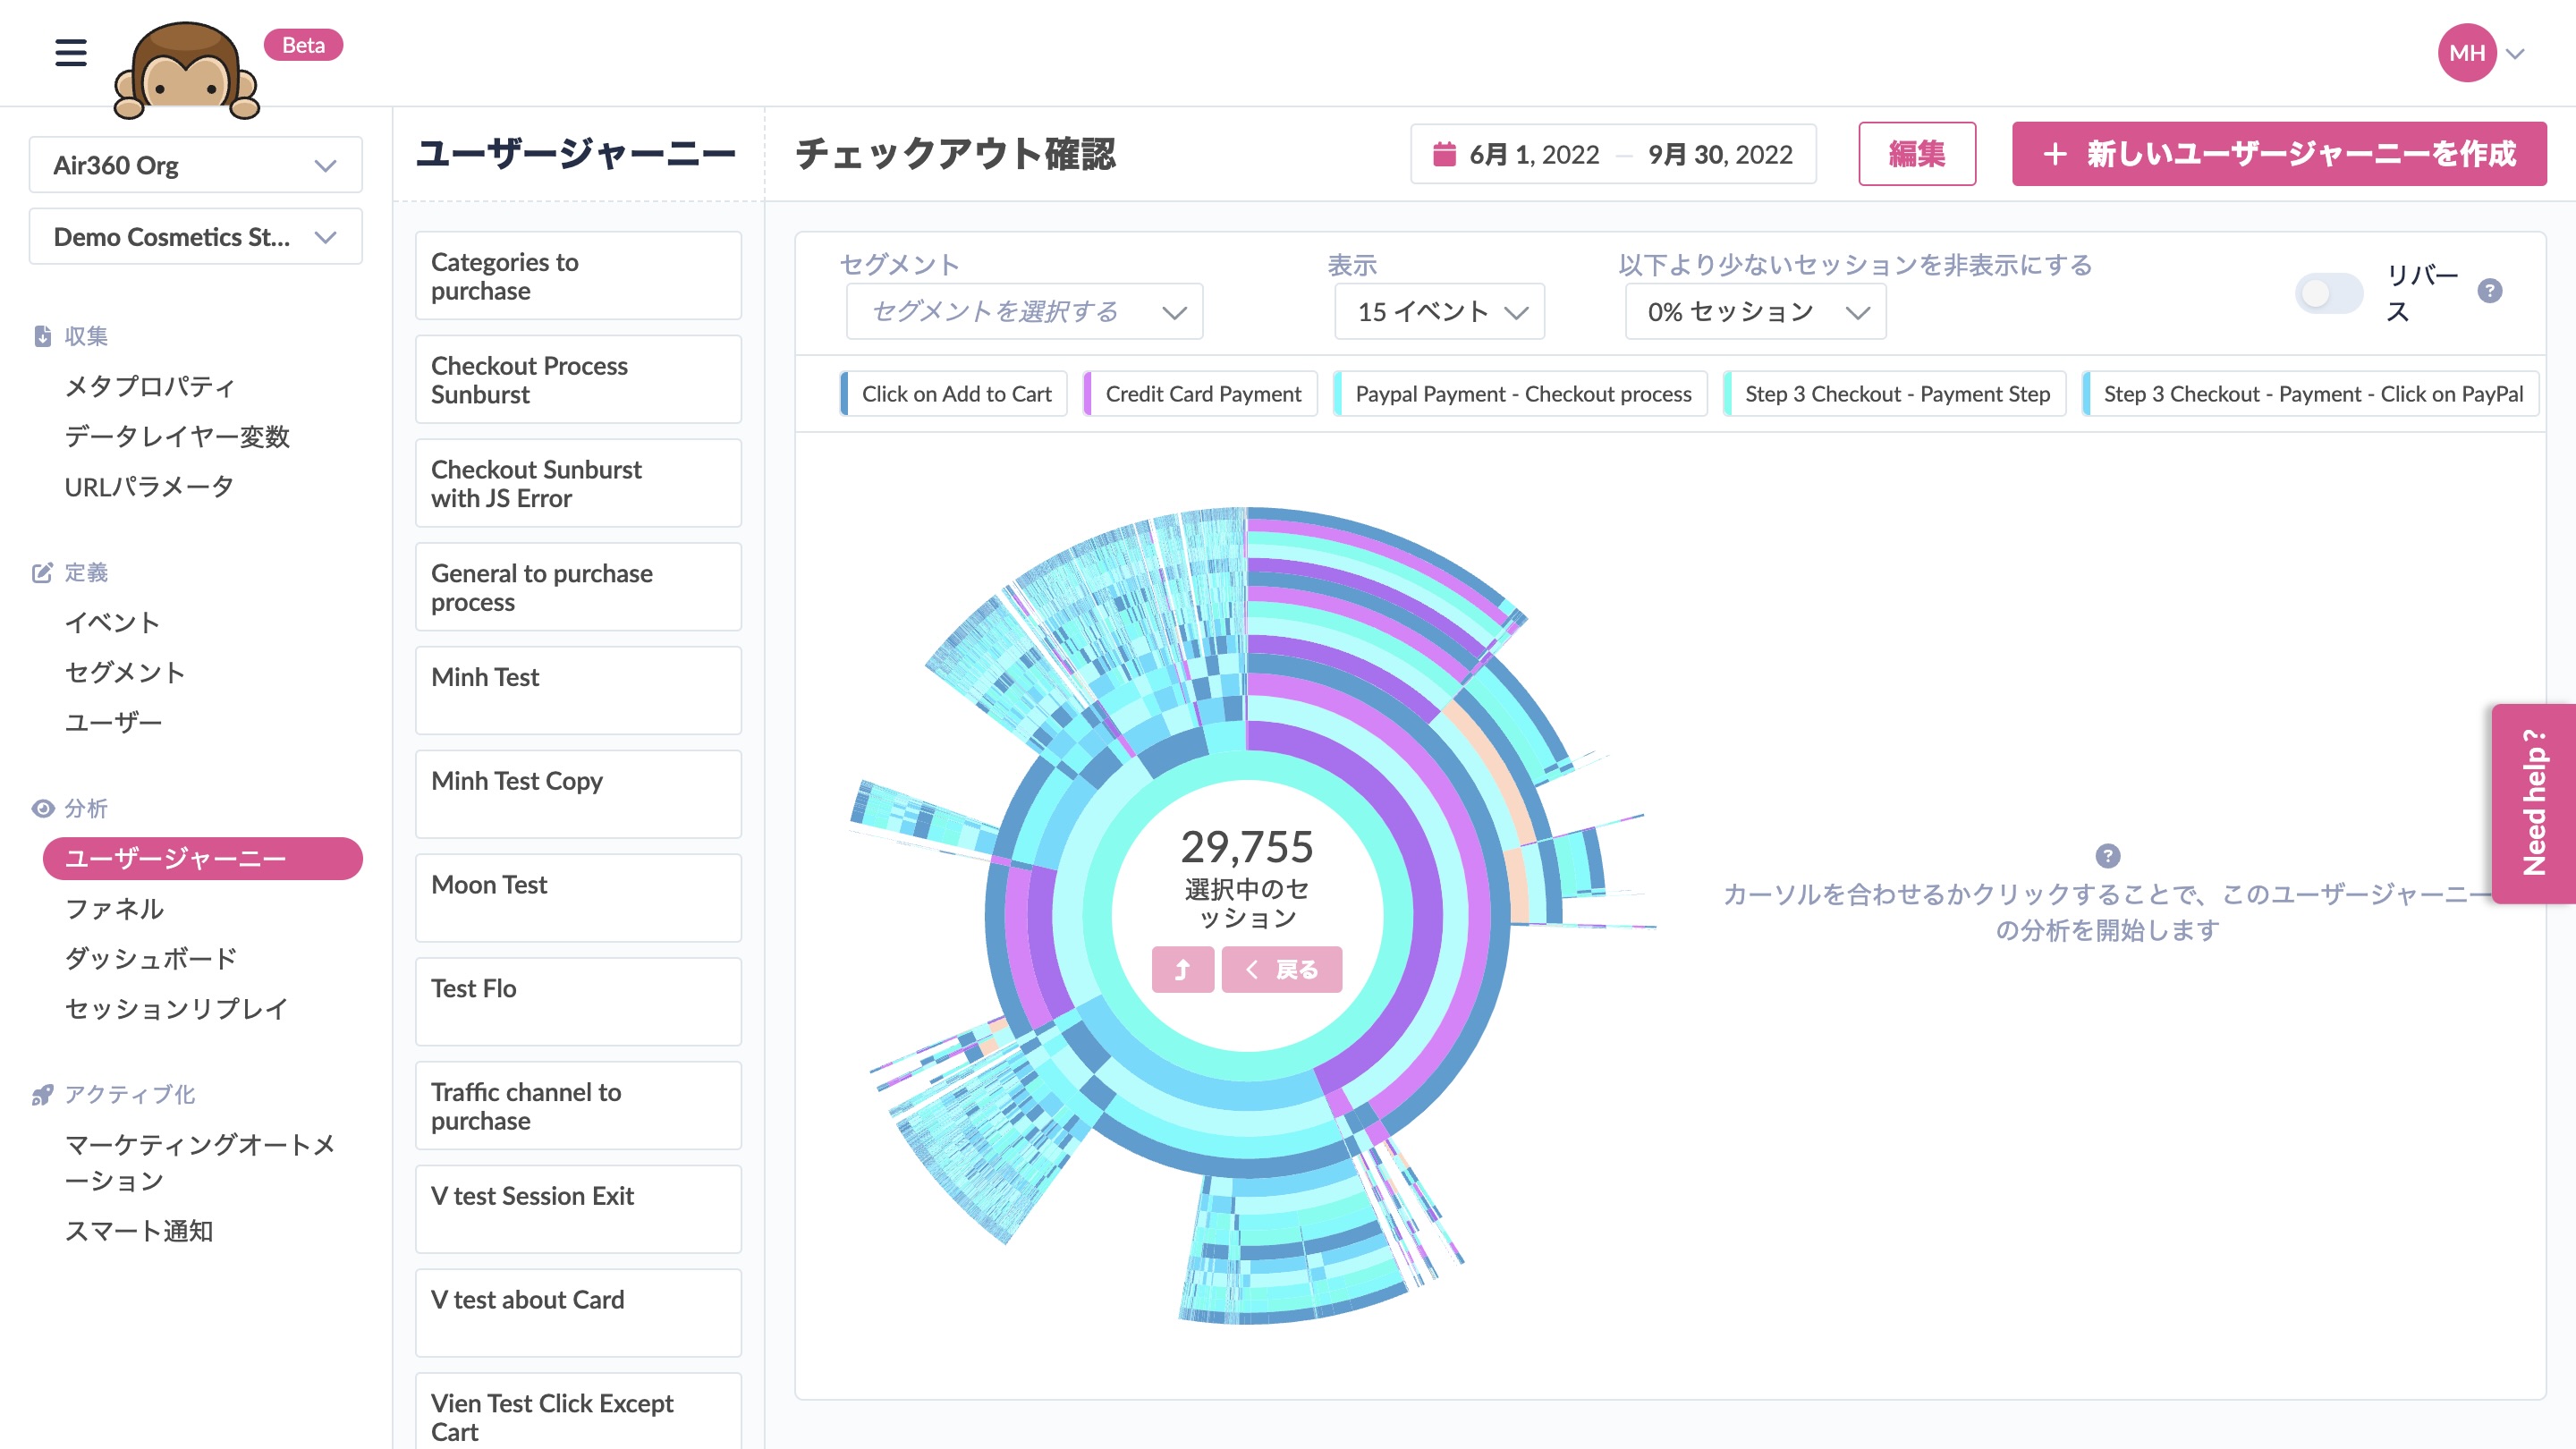 Beta
MH
Air360 Org
Demo Cosmetics St...
収集
メタプロパティ
データレイヤー変数
URLパラメータ
定義
イベント
セグメント
ユーザー
分析
ユーザージャーニー
ファネル
ダッシュボード
セッションリプレイ
アクティブ化
マーケティングオートメ
ーション
スマート通知
ユーザージャーニー
Categories to
purchase
Checkout Process
Sunburst
Checkout Sunburst
with JS Error
General to purchase
process
Minh Test
Minh Test Copy
Moon Test
Test Flo
Traffic channel to
purchase
V test Session Exit
V test about Card
Vien Test Click Except
Cart
チェックアウト確認
6月 1, 2022 – 9月 30, 2022
編集
+ 新しいユーザージャーニーを作成
セグメント
セグメントを選択する
表示
15 イベント
以下より少ないセッションを非表示にする
0% セッション
リバー
ス
?
Click on Add to Cart
Credit Card Payment
Paypal Payment - Checkout process
Step 3 Checkout - Payment Step
Step 3 Checkout - Payment - Click on PayPal
29,755
選択中のセ
ッション
戻る
?
カーソルを合わせるかクリックすることで、このユーザージャーニー
の分析を開始します
Need help ?